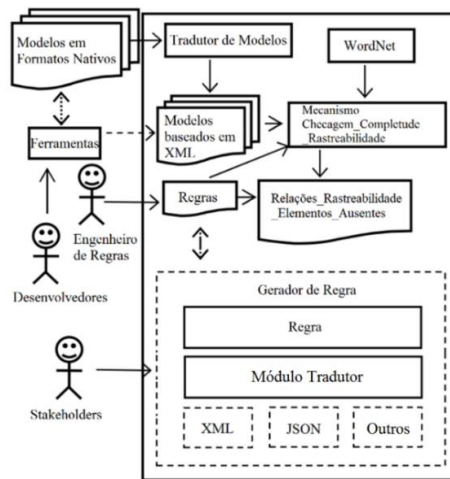 Modelos em
Formatos Nativos
Tradutor de Modelos
WordNet
Modelos
baseados em
XML
Mecanismo
Checagem_Completude
_Rastreabilidade
Ferramentas
Regras
Relações_Rastreabilidade
_Elementos_Ausentes
Engenheiro
de Regras
Desenvolvedores
Gerador de Regra
Regra
Módulo Tradutor
Stakeholders
XML
JSON
Outros